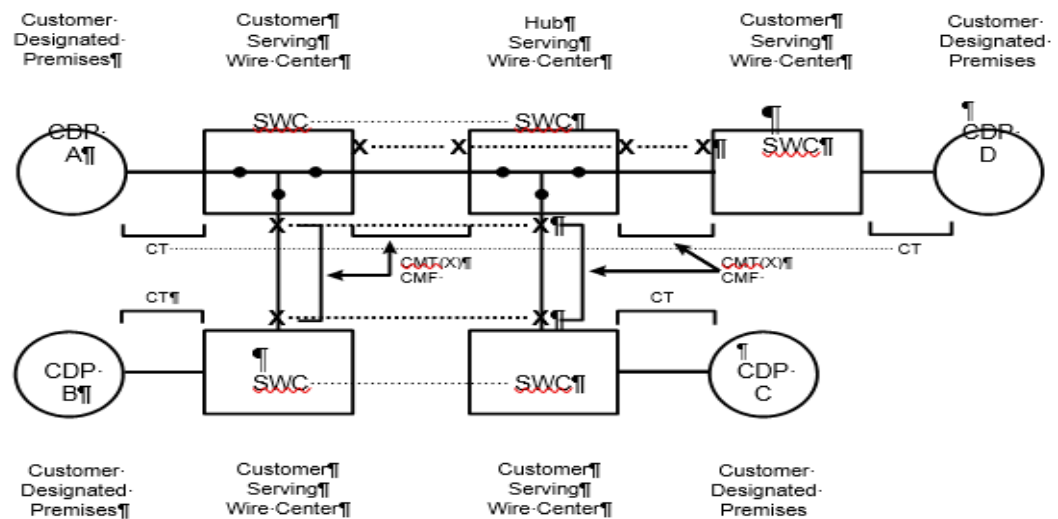 Customer·
Designated·
Premises¶
Customer¶
Serving¶
Wire·Center¶
Hub¶
Serving¶
Wire·Center¶
Customer¶
Serving¶
Wire·Center¶
Customer·
Designated·
Premises
CDP·
A¶
SWC
SWC¶
¶
SWC¶
¶
CDP·
D
X X X X¶
X X¶
CT CT
CMT(X)¶
CMF·
CMT(X)¶
CMF·
CT¶
CT
X X¶
CDP·
B¶
¶
SWC
SWC¶
¶
CDP·
C
Customer·
Designated·
Premises¶
Customer¶
Serving¶
Wire·Center¶
Customer¶
Serving¶
Wire·Center¶
Customer·
Designated·
Premises